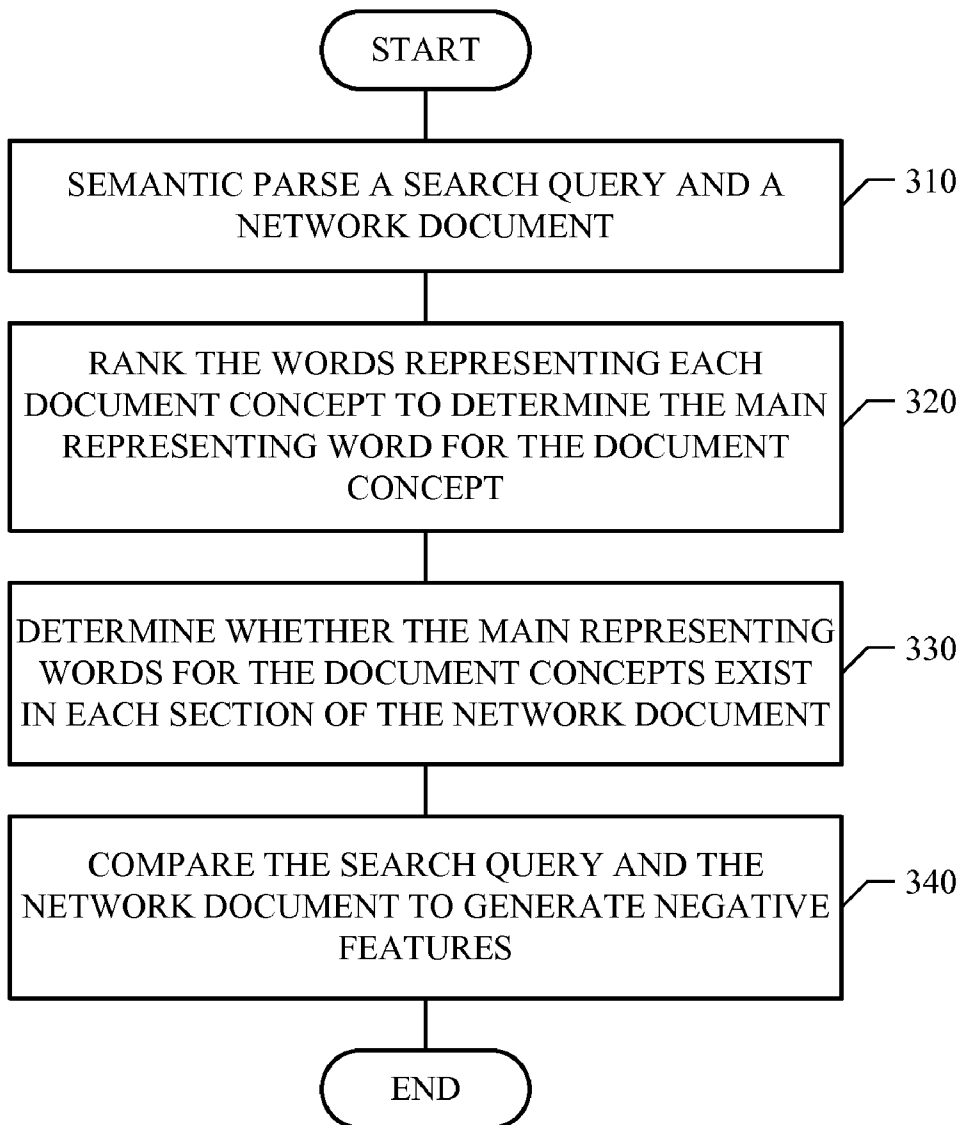 START
SEMANTIC PARSE A SEARCH QUERY AND A
NETWORK DOCUMENT
310
RANK THE WORDS REPRESENTING EACH
DOCUMENT CONCEPT TO DETERMINE THE MAIN
REPRESENTING WORD FOR THE DOCUMENT
CONCEPT
320
DETERMINE WHETHER THE MAIN REPRESENTING
WORDS FOR THE DOCUMENT CONCEPTS EXIST
IN EACH SECTION OF THE NETWORK DOCUMENT
330
COMPARE THE SEARCH QUERY AND THE
NETWORK DOCUMENT TO GENERATE NEGATIVE
FEATURES
340
END